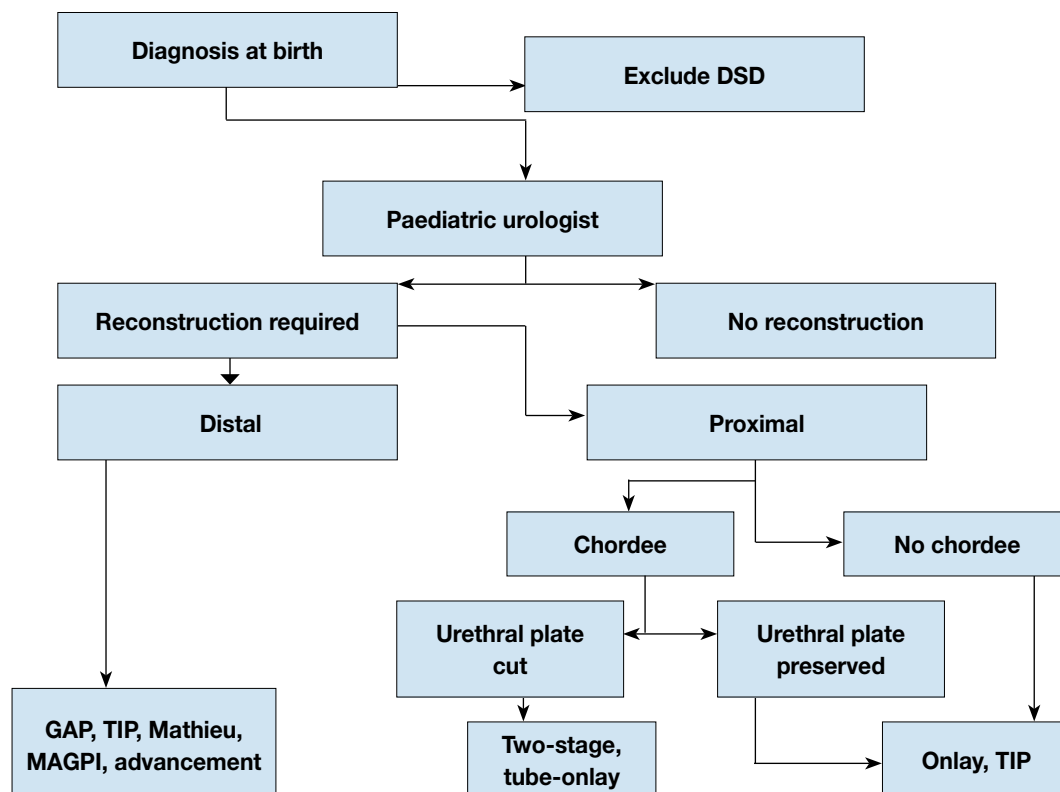 Diagnosis at birth
Exclude DSD
Paediatric urologist
Reconstruction required
No reconstruction
Distal
Proximal
Chordee
No chordee
Urethral plate
cut
Urethral plate
preserved
GAP, TIP, Mathieu,
MAGPI, advancement
Two-stage,
tube-onlay
Onlay, TIP